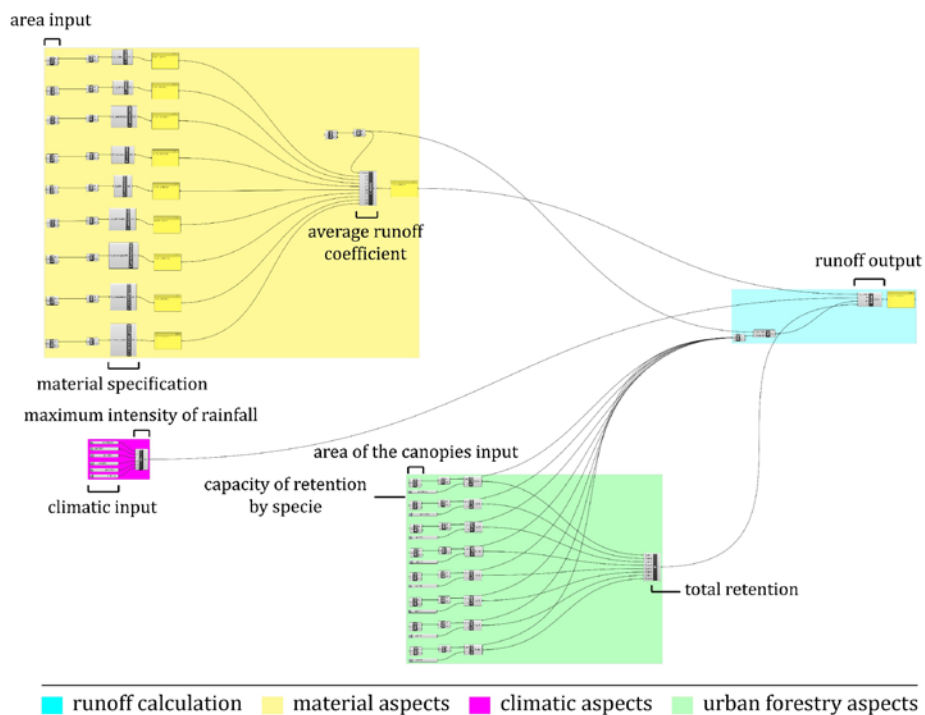 area input
average runoff
coefficient
runoff output
material specification
maximum intensity of rainfall
climatic input
area of the canopies input
capacity of retention
by specie
total retention
runoff calculation
material aspects
climatic aspects
urban forestry aspects